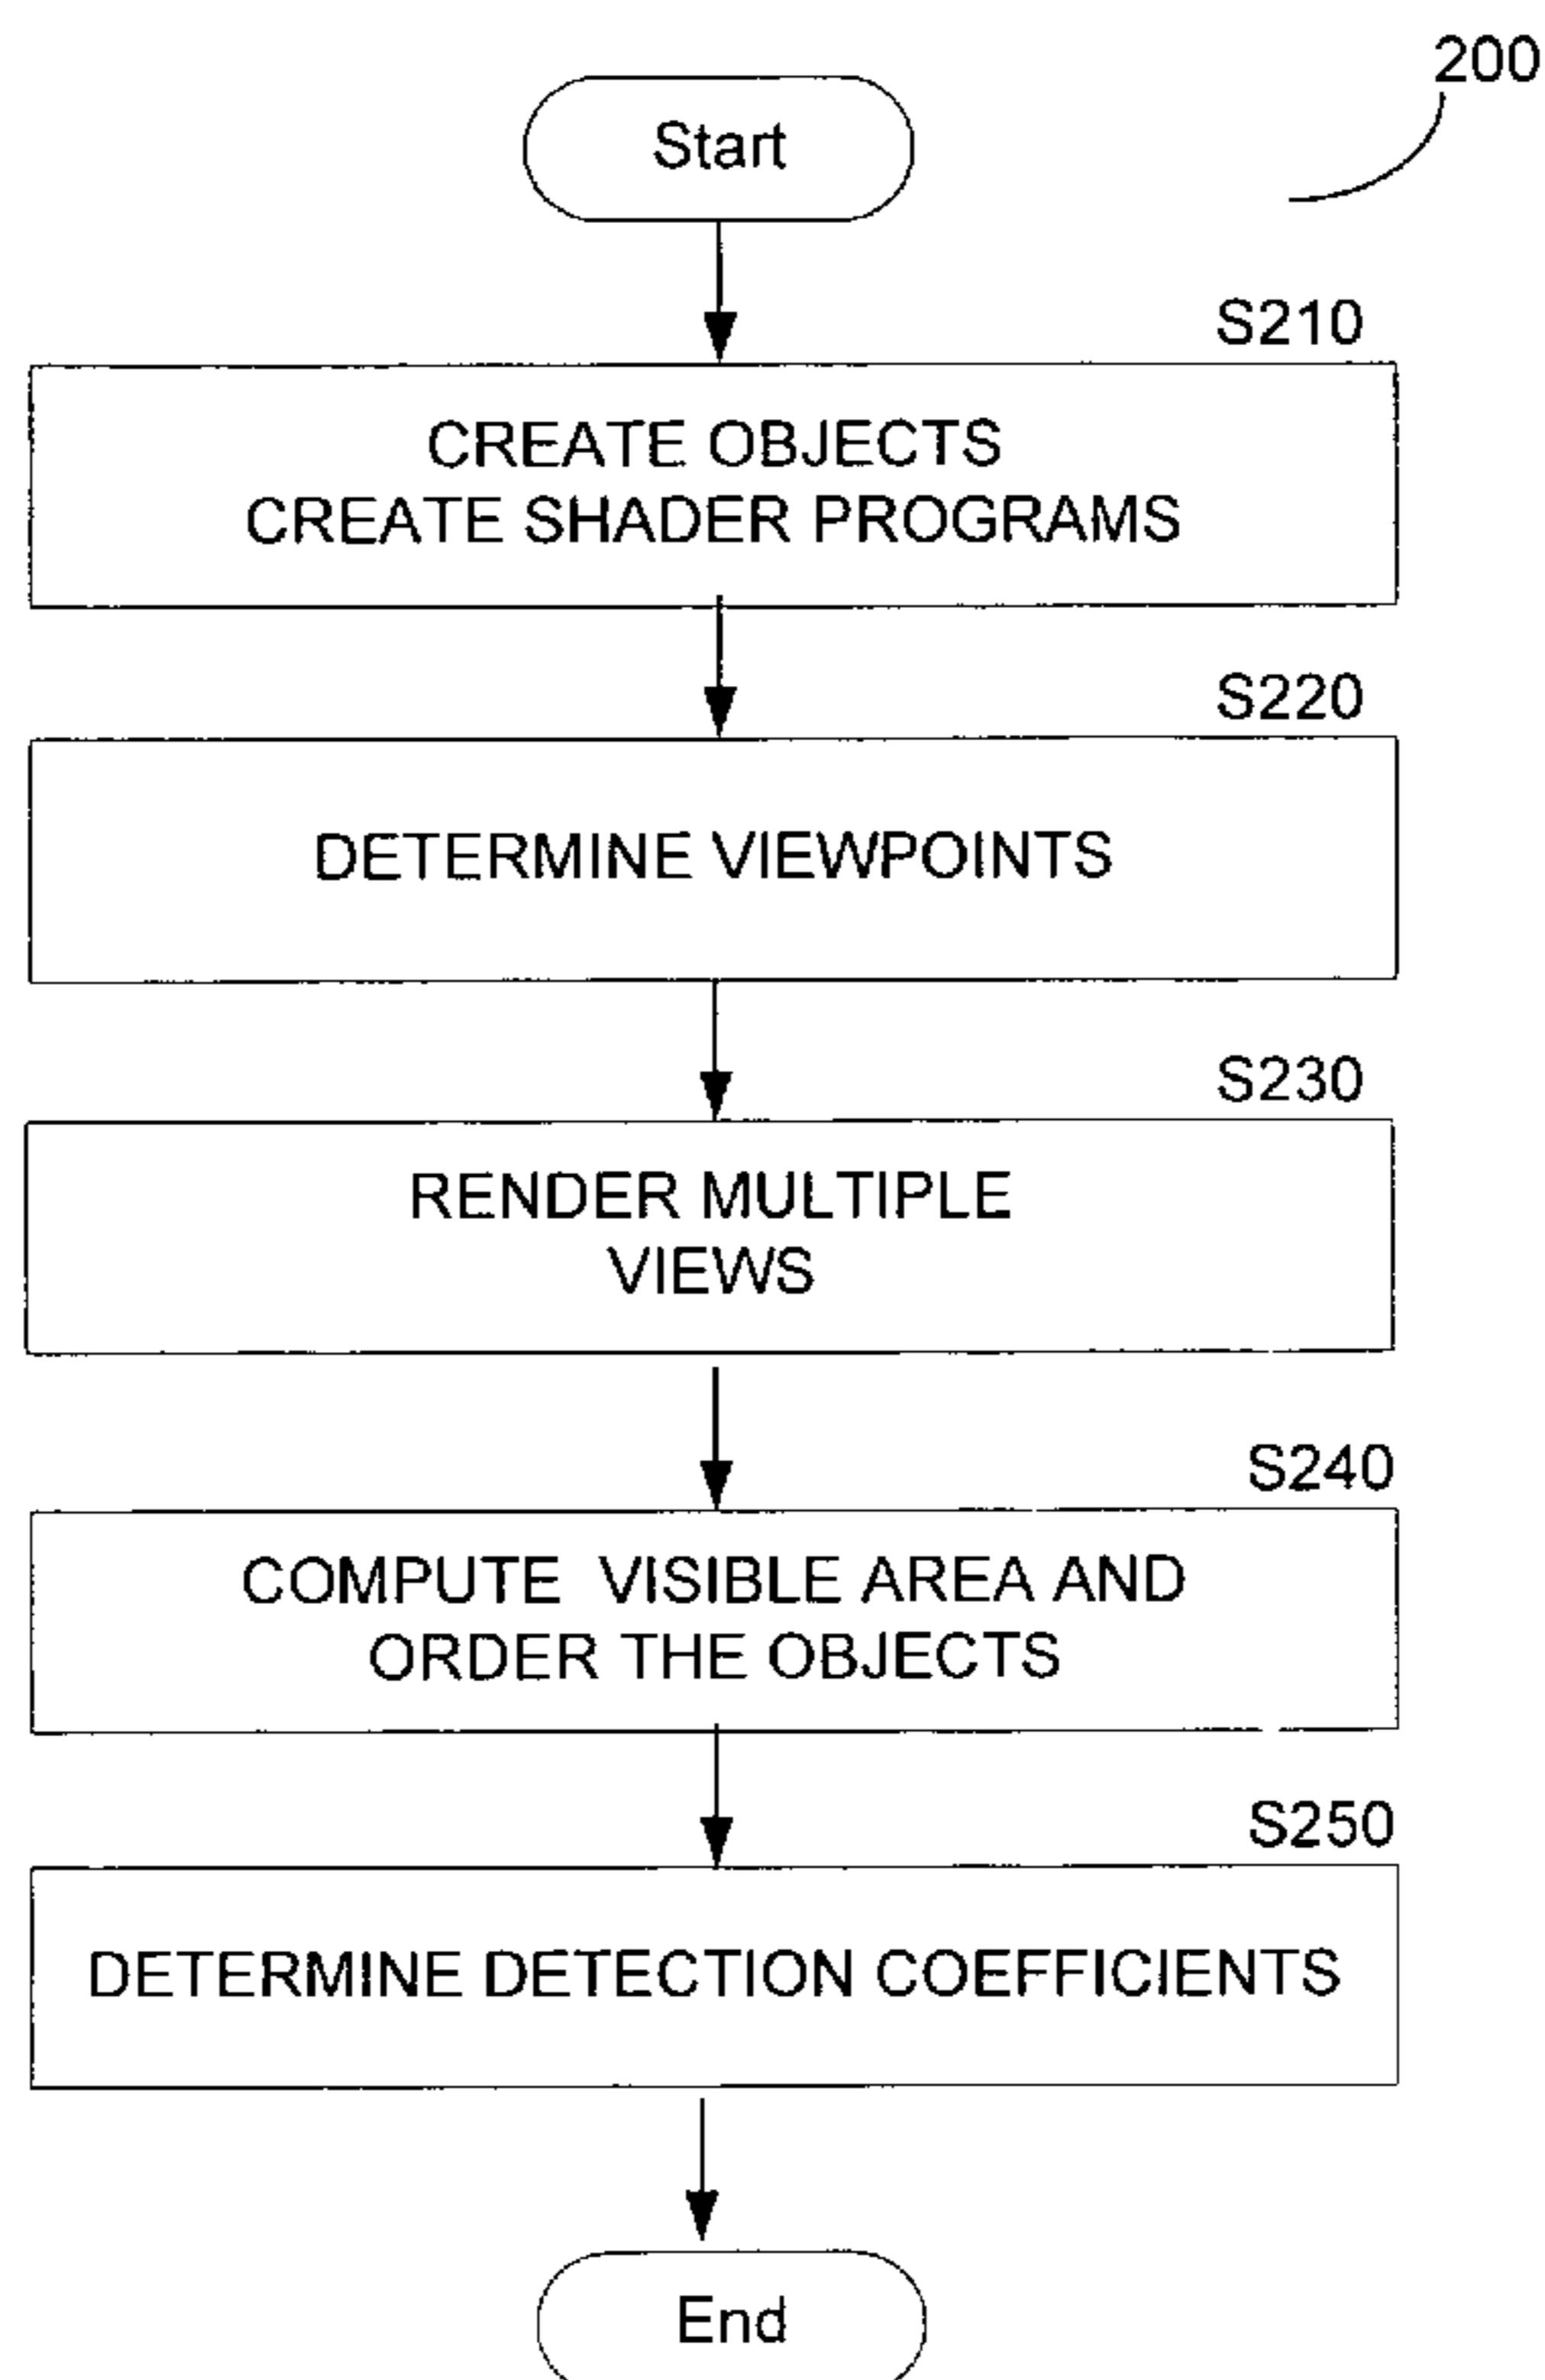 200
Start
S210
CREATE OBJECTS
CREATE SHADER PROGRAMS
S220
DETERMINE VIEWPOINTS
S230
RENDER MULTIPLE
VIEWS
S240
COMPUTE VISIBLE AREA AND
ORDER THE OBJECTS
S250
DETERMINE DETECTION COEFFICIENTS
End